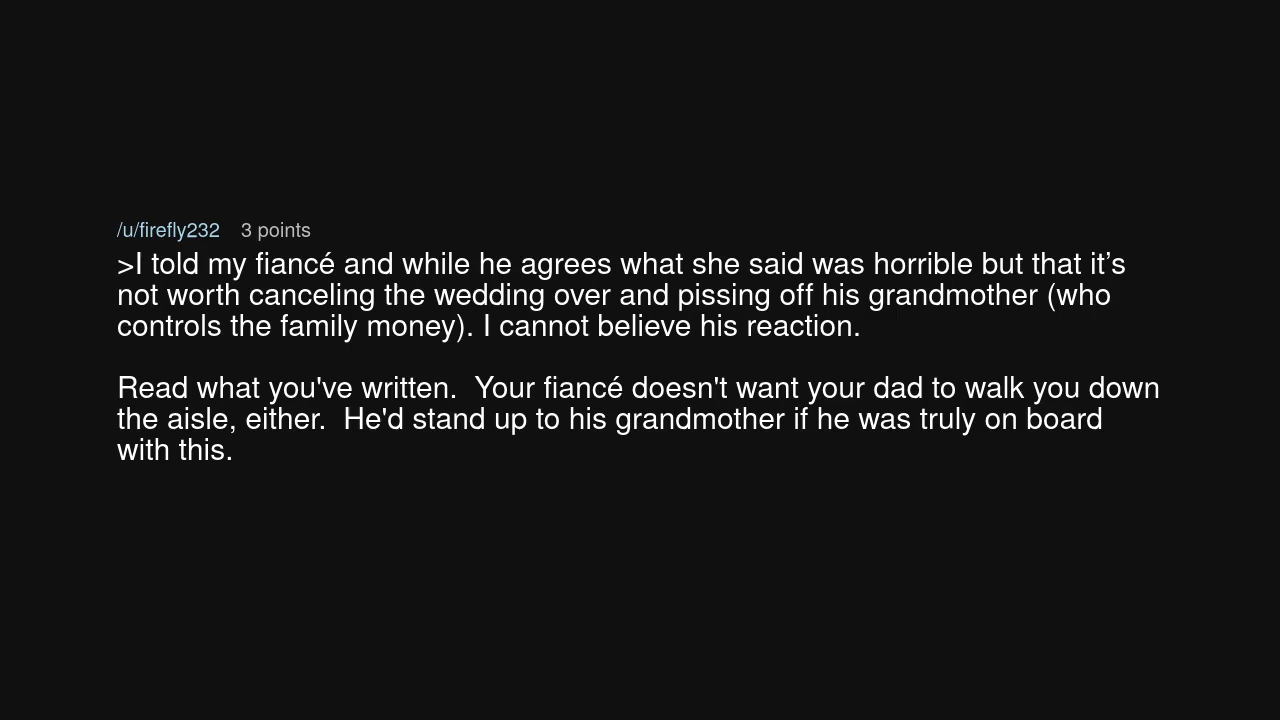 /u/firefly232 3 points
>I told my fiancé and while he agrees what she said was horrible but that it’s
not worth canceling the wedding over and pissing off his grandmother (who
controls the family money). I cannot believe his reaction.
Read what you've written.  Your fiancé doesn't want your dad to walk you down
the aisle, either.  He'd stand up to his grandmother if he was truly on board
with this.